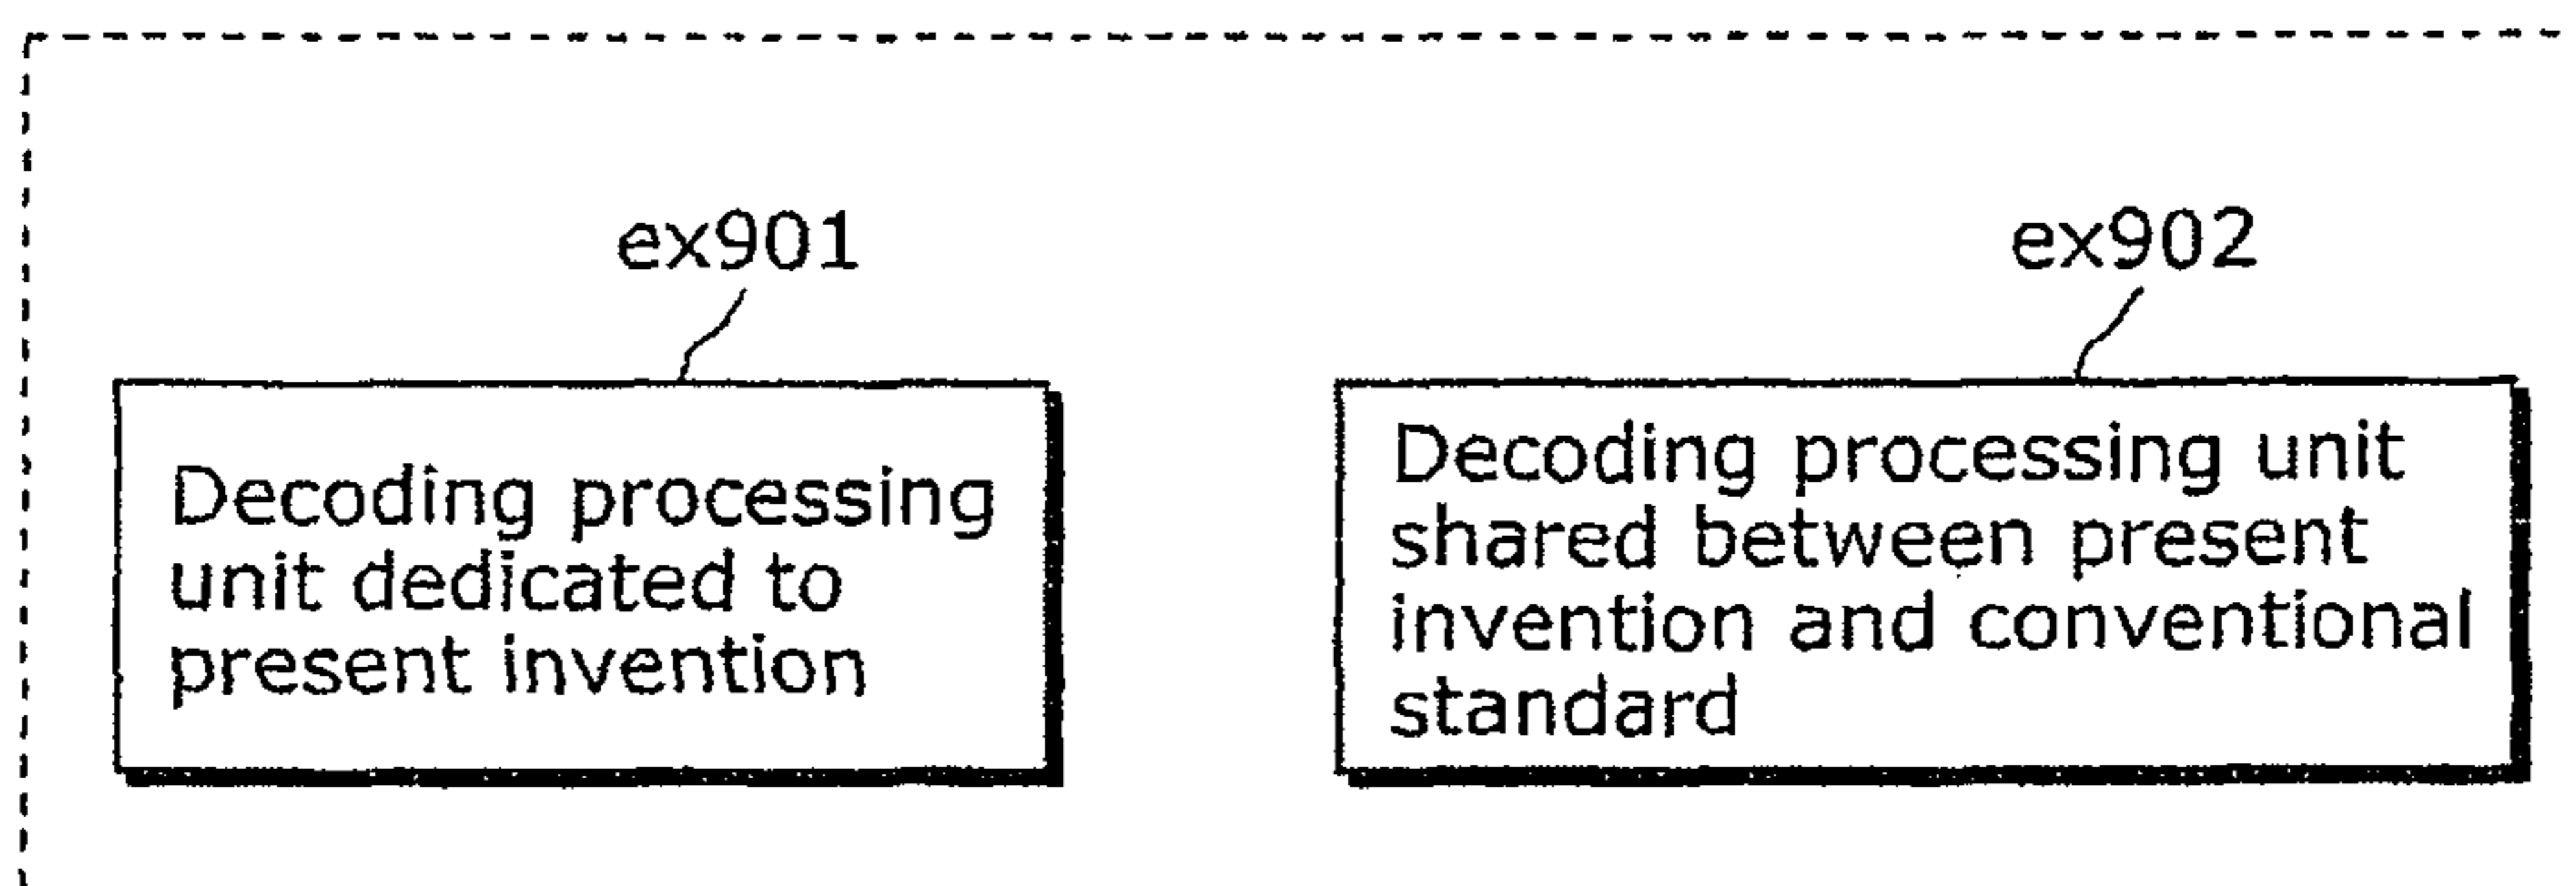 ex901
ex902
Decoding processing
unit dedicated to
present invention
Decoding processing unit
shared between present
invention and conventional
standard